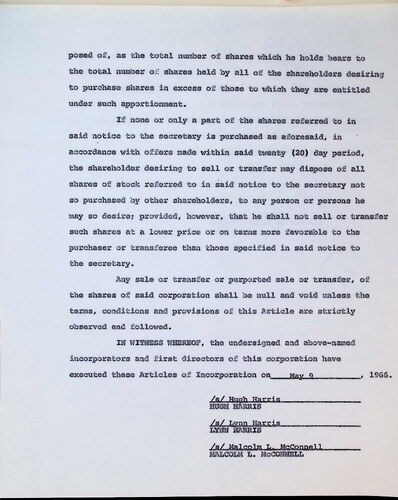 posed of, as the total number of shares which he holds bears to
the total number of shares held by all of the shareholders desiring
to purchase shares in excess of those to which they are entitled
under such apportionment.
If none or only a part of the shares referred to in
said notice to the secretary is purchased as aforesaid, in
accordance with offers made within said twenty (20) day period,
the shareholder desiring to sell or transfer may dispose of all
shares of stock referred to in said notice to the secretary not
so purchased by other shareholders, to any person or persons he
may so desire; provided, however, that he shall not sell or transfer
such shares at a lower price or on terms more favorable to the
purchaser or transferee than those specified in said notice to
the secretary.
Any sale or transfer or purported sale or transfer, of
the shares of said corporation shall be null and void unless the
terms, conditions and provisions of this Article are strictly
observed and followed.
IN WITNESS WHEREOF, the undersigned and above-named
incorporators and first directors of this corporation have
executed these Articles of Incorporation on May 9, 1966.
/s/ Hugh Harris
HUGH HARRIS
/s/ Lynn Harris
LYNN HARRIS
/s/ Malcolm L. McConnell
MALCOLM L. McCONNELL